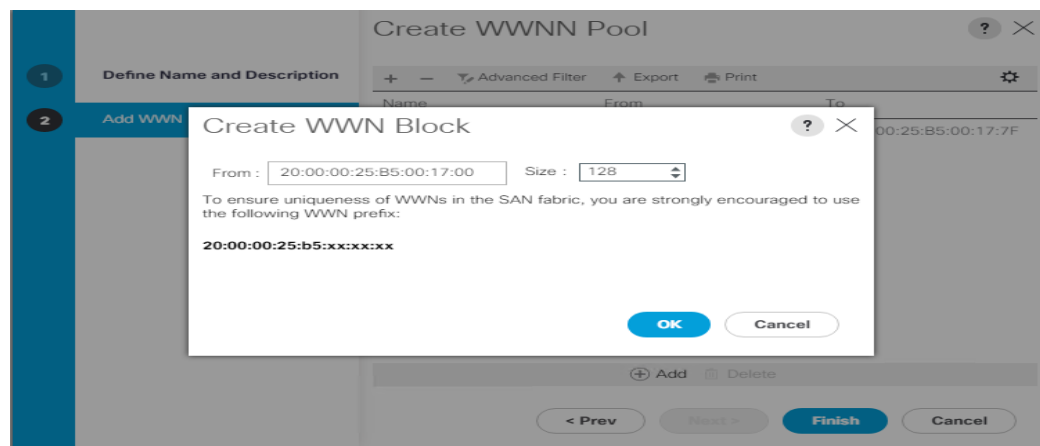 Create WWNN Pool
?
1 Define Name and Description
+ − Advanced Filter Export Print
2 Add WWN
Name From To
00:25:B5:00:17:7F
Create WWN Block
?
From : 20:00:00:25:B5:00:17:00 Size : 128
To ensure uniqueness of WWNs in the SAN fabric, you are strongly encouraged to use
the following WWN prefix:
20:00:00:25:b5:xx:xx:xx
OK Cancel
Add Delete
< Prev Next > Finish Cancel